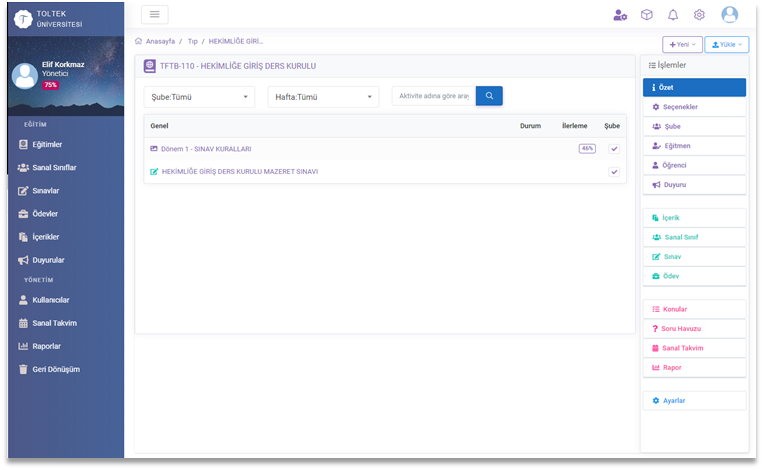 TOLTEK
ÜNİVERSİTESİ
Elif Korkmaz
Yönetici
75%
EĞİTİM
Eğitimler
Sanal Sınıflar
Sınavlar
Ödevler
İçerikler
Duyurular
YÖNETİM
Kullanıcılar
Sanal Takvim
Raporlar
Geri Dönüşüm
Anasayfa / Tıp / HEKİMLİĞE GİRİ...
Yeni
Yükle
TFTB-110 - HEKİMLİĞE GİRİŞ DERS KURULU
Şube:Tümü
Hafta:Tümü
Aktivite adına göre araş
Genel Durum İlerleme Şube
Dönem 1 - SINAV KURALLARI 46%
HEKİMLİĞE GİRİŞ DERS KURULU MAZERET SINAVI
İşlemler
Özet
Seçenekler
Şube
Eğitmen
Öğrenci
Duyuru
İçerik
Sanal Sınıf
Sınav
Ödev
Konular
Soru Havuzu
Sanal Takvim
Rapor
Ayarlar